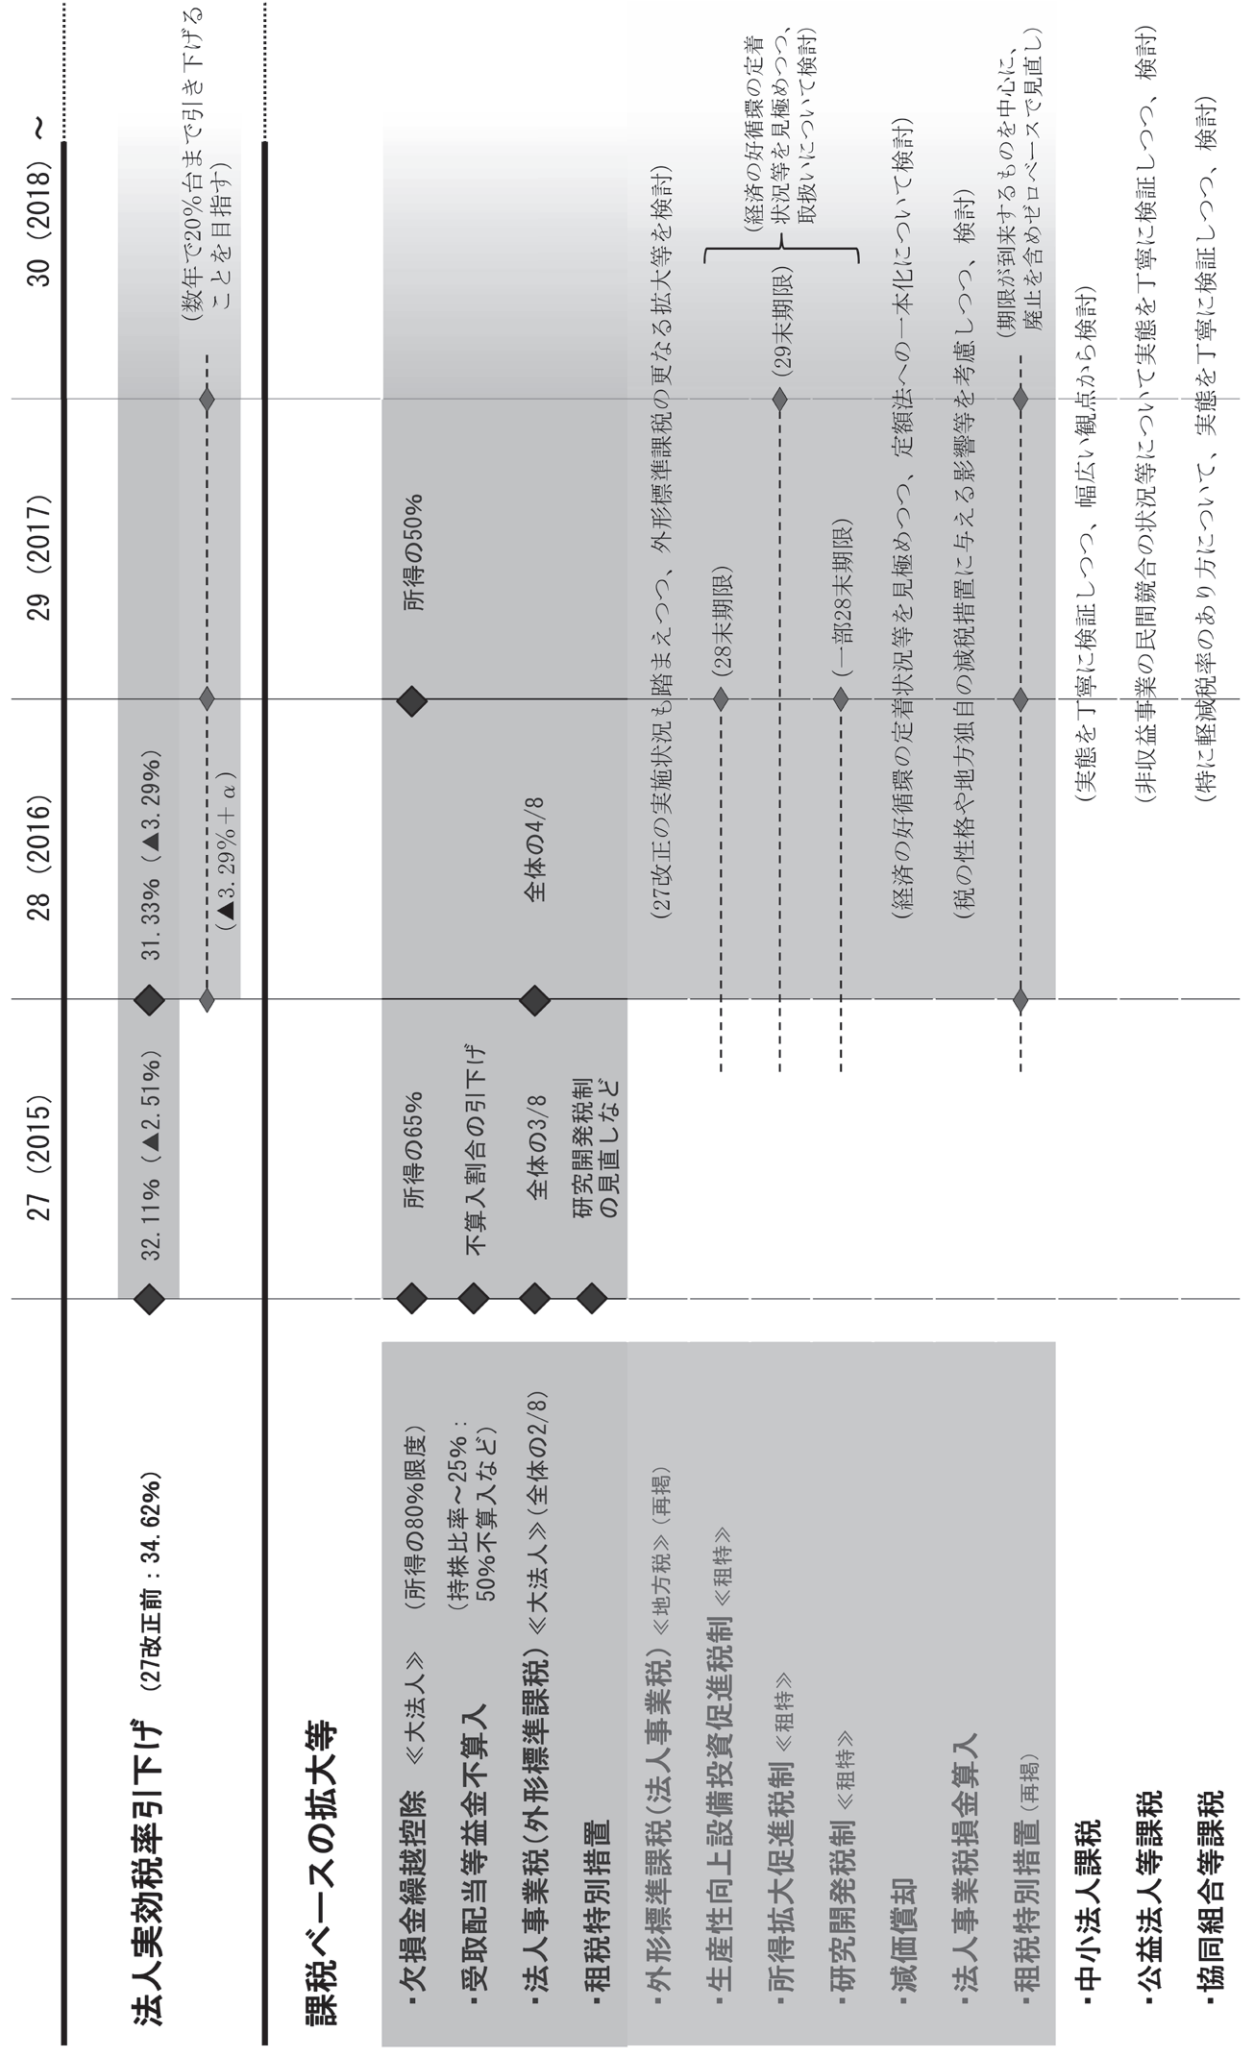 27（2015）
28（2016）
29（2017）
30（2018）
～
法人実効税率引下げ
（27改正前：34.62%）
32.11%（▲2.51%）
31.33%（▲3.29%）
（▲3.29%＋α）
（数年で20%台まで引き下げる
ことを目指す）
課税ベースの拡大等
・欠損金繰越控除 ≪大法人≫
（所得の80%限度）
所得の65%
所得の50%
・受取配当等益金不算入
（持株比率～25%：
50%不算入など）
不算入割合の引下げ
・法人事業税（外形標準課税）≪大法人≫（全体の2/8）
全体の3/8
全体の4/8
・租税特別措置
研究開発税制
の見直しなど
・外形標準課税（法人事業税）≪地方税≫（再掲）
（27改正の実施状況も踏まえつつ、外形標準課税の更なる拡大等を検討）
・生産性向上設備投資促進税制 ≪租特≫
（28末期限）
・所得拡大促進税制 ≪租特≫
（29末期限）
・研究開発税制 ≪租特≫
（一部28末期限）
（経済の好循環の定着
状況等を見極めつつ、
取扱いについて検討）
・減価償却
（経済の好循環の定着状況等を見極めつつ、定額法への一本化について検討）
・法人事業税損金算入
（税の性格や地方独自の減税措置に与える影響等を考慮しつつ、検討）
・租税特別措置（再掲）
（期限が到来するものを中心に、
廃止を含めゼロベースで見直し）
・中小法人課税
（実態を丁寧に検証しつつ、幅広い観点から検討）
・公益法人等課税
（非収益事業の民間競合の状況等について実態を丁寧に検証しつつ、検討）
・協同組合等課税
（特に軽減税率のあり方について、実態を丁寧に検証しつつ、検討）